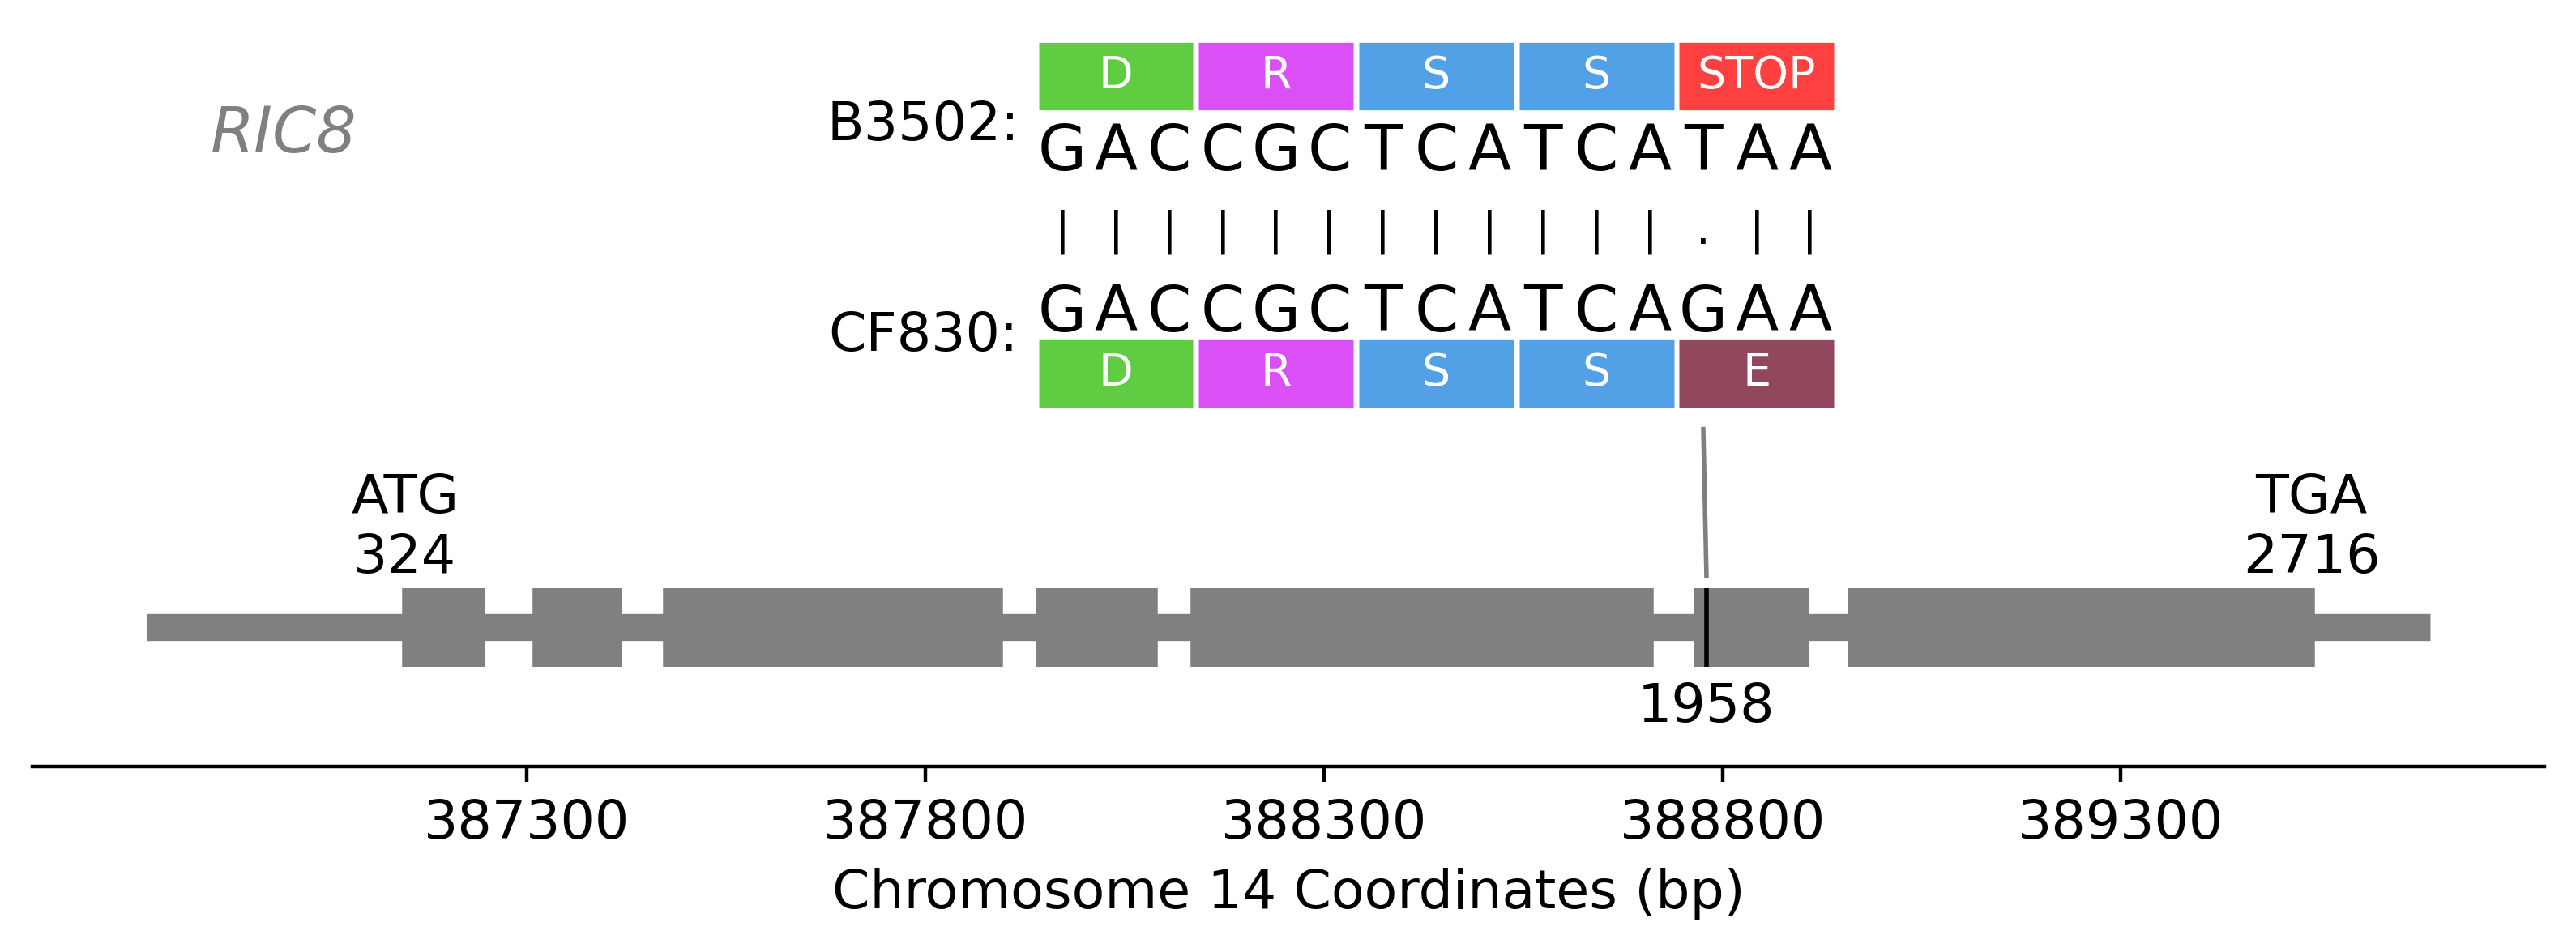 RIC8
D R S S STOP
B3502:
GACCGCTCATCATAA
||||||||||||.||
GACCGCTCATCAGAA
CF830:
D R S S E
ATG
324
TGA
2716
1958
387300 387800 388300 388800 389300
Chromosome 14 Coordinates (bp)